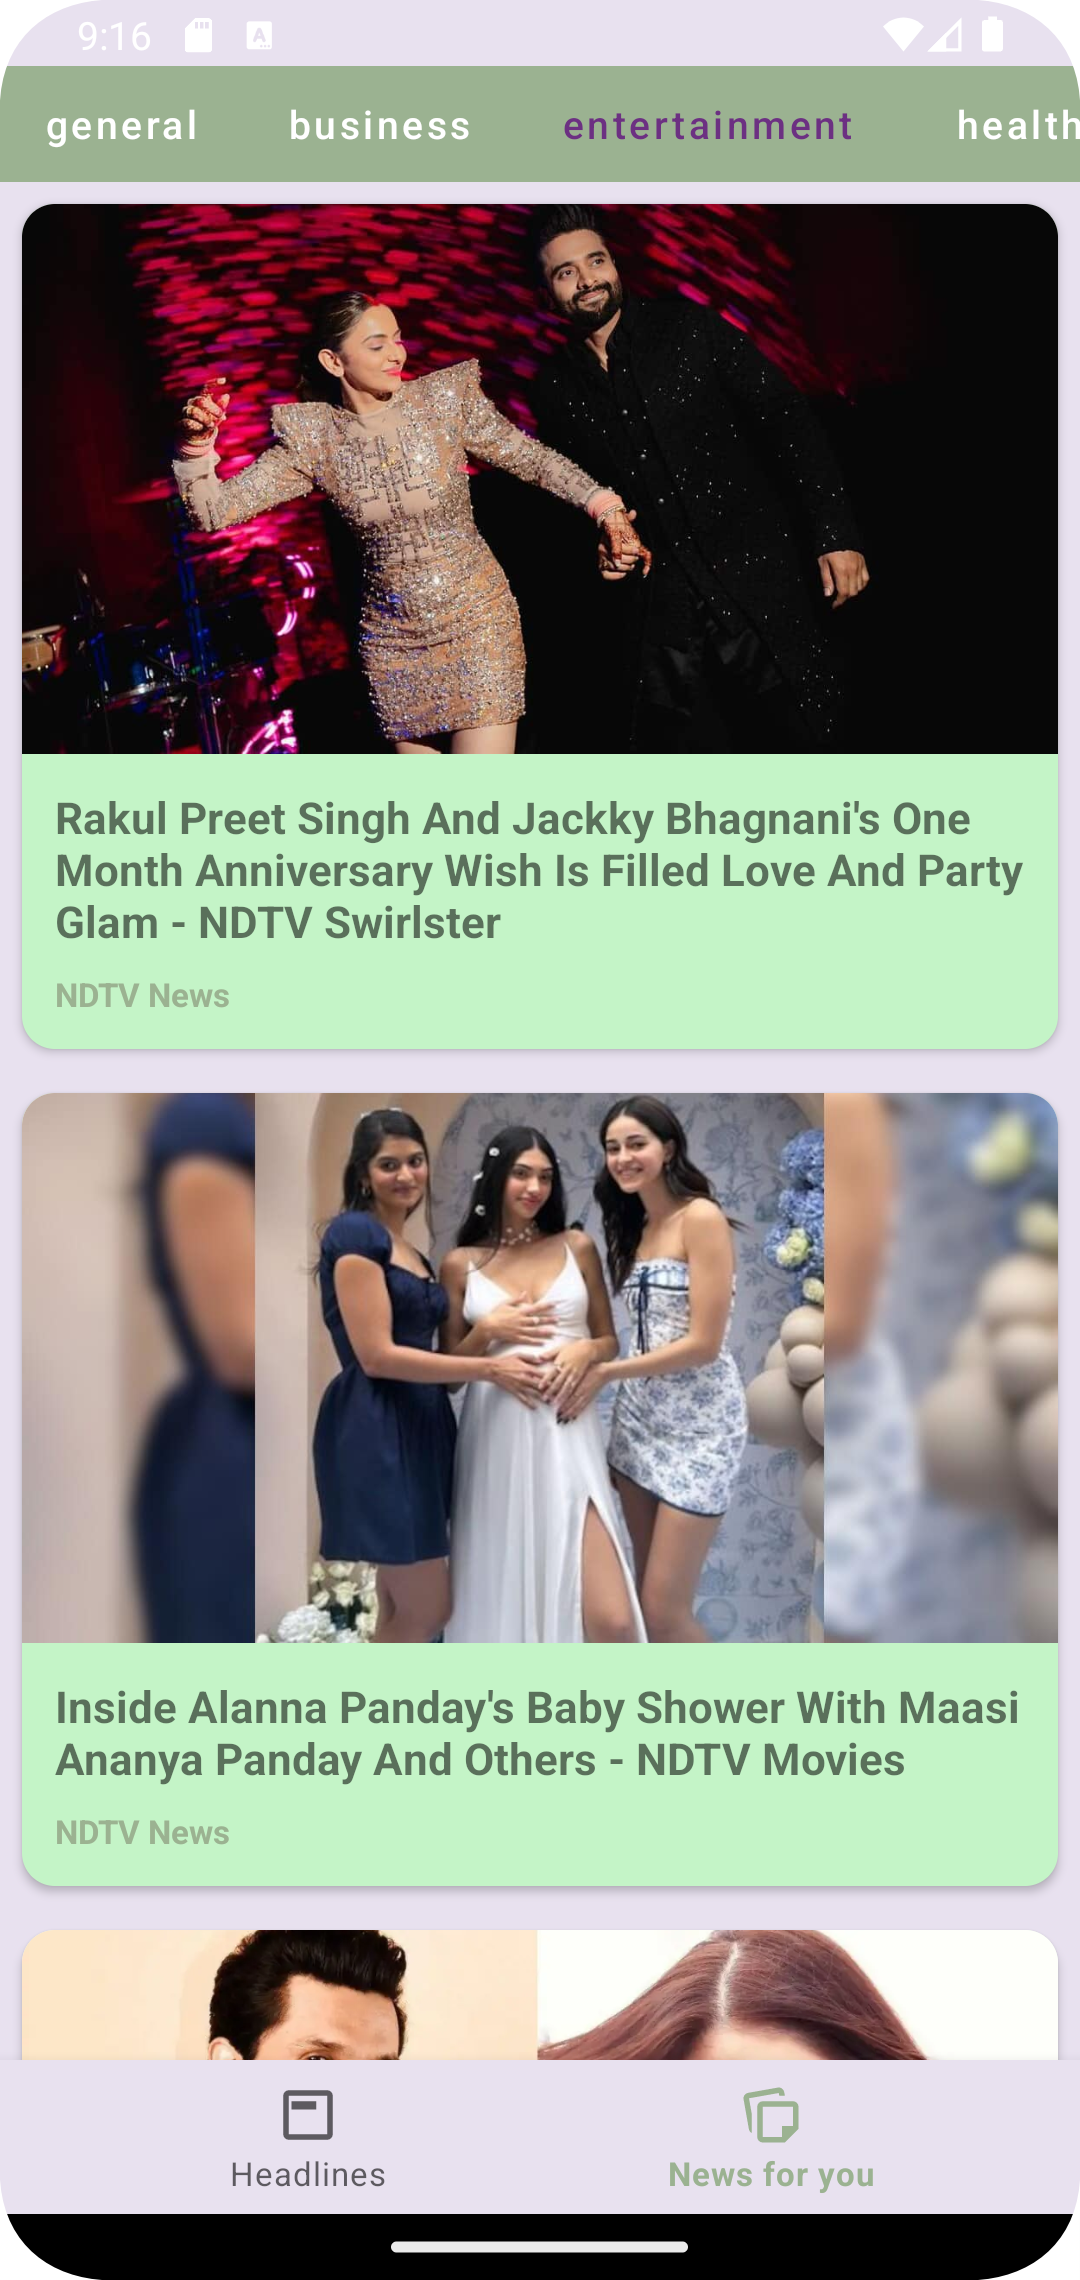 9:16
general business entertainment health
Rakul Preet Singh And Jackky Bhagnani's One
Month Anniversary Wish Is Filled Love And Party
Glam - NDTV Swirlster
NDTV News
Inside Alanna Panday's Baby Shower With Maasi
Ananya Panday And Others - NDTV Movies
NDTV News
Headlines News for you